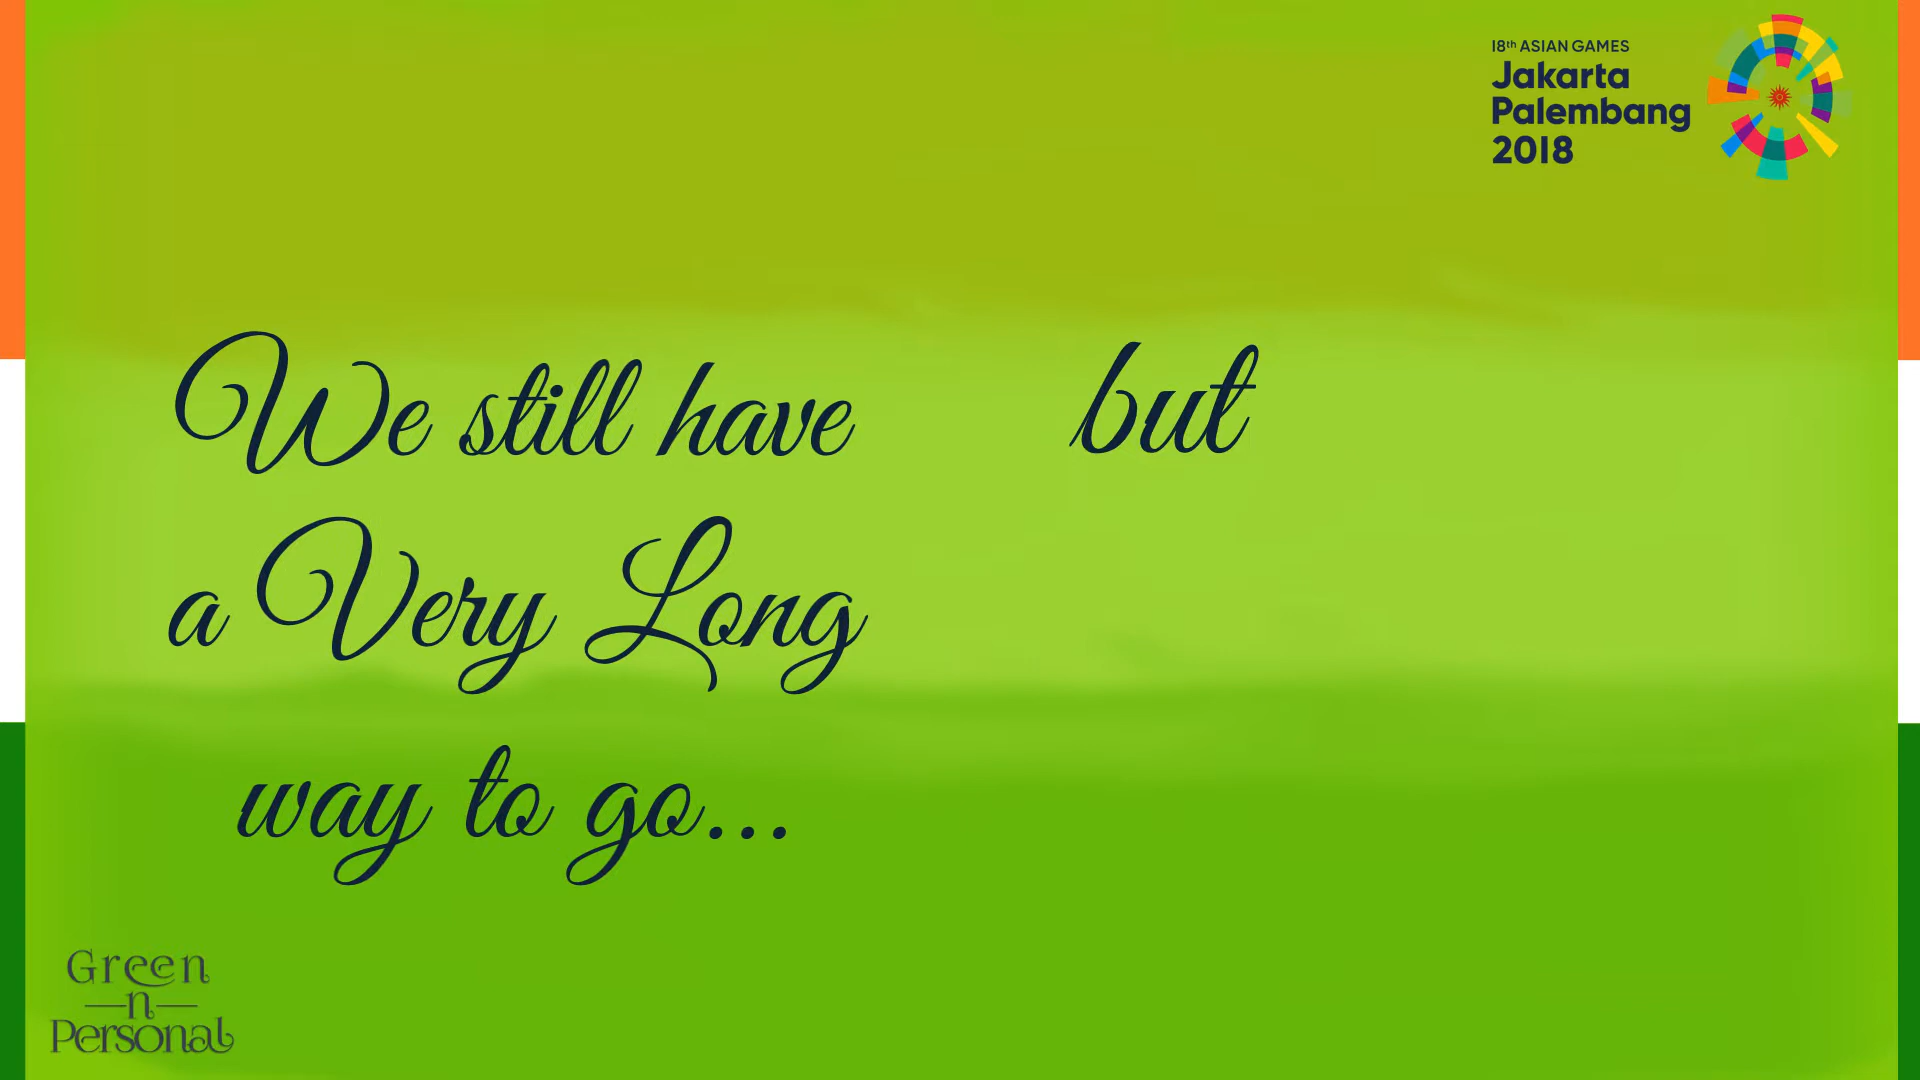 18th ASIAN GAMES
Jakarta
Palembang
2018
We still have
a Very Long
way to go...
but
Green
n
Personal